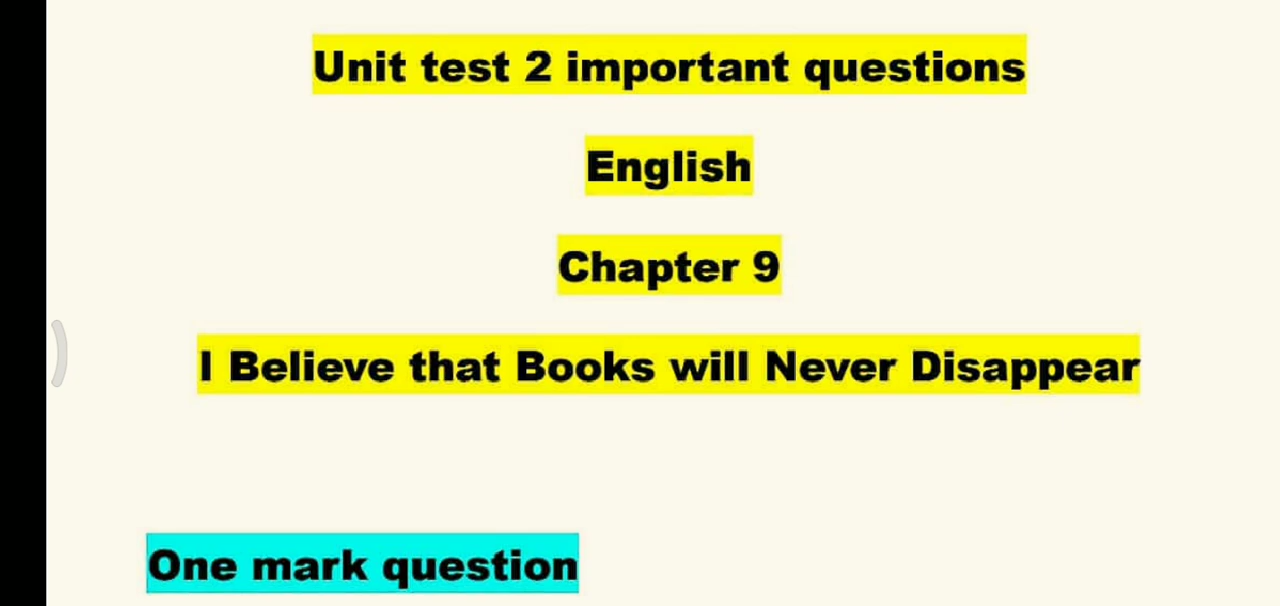 Unit test 2 important questions
English
Chapter 9
I Believe that Books will Never Disappear
One mark question